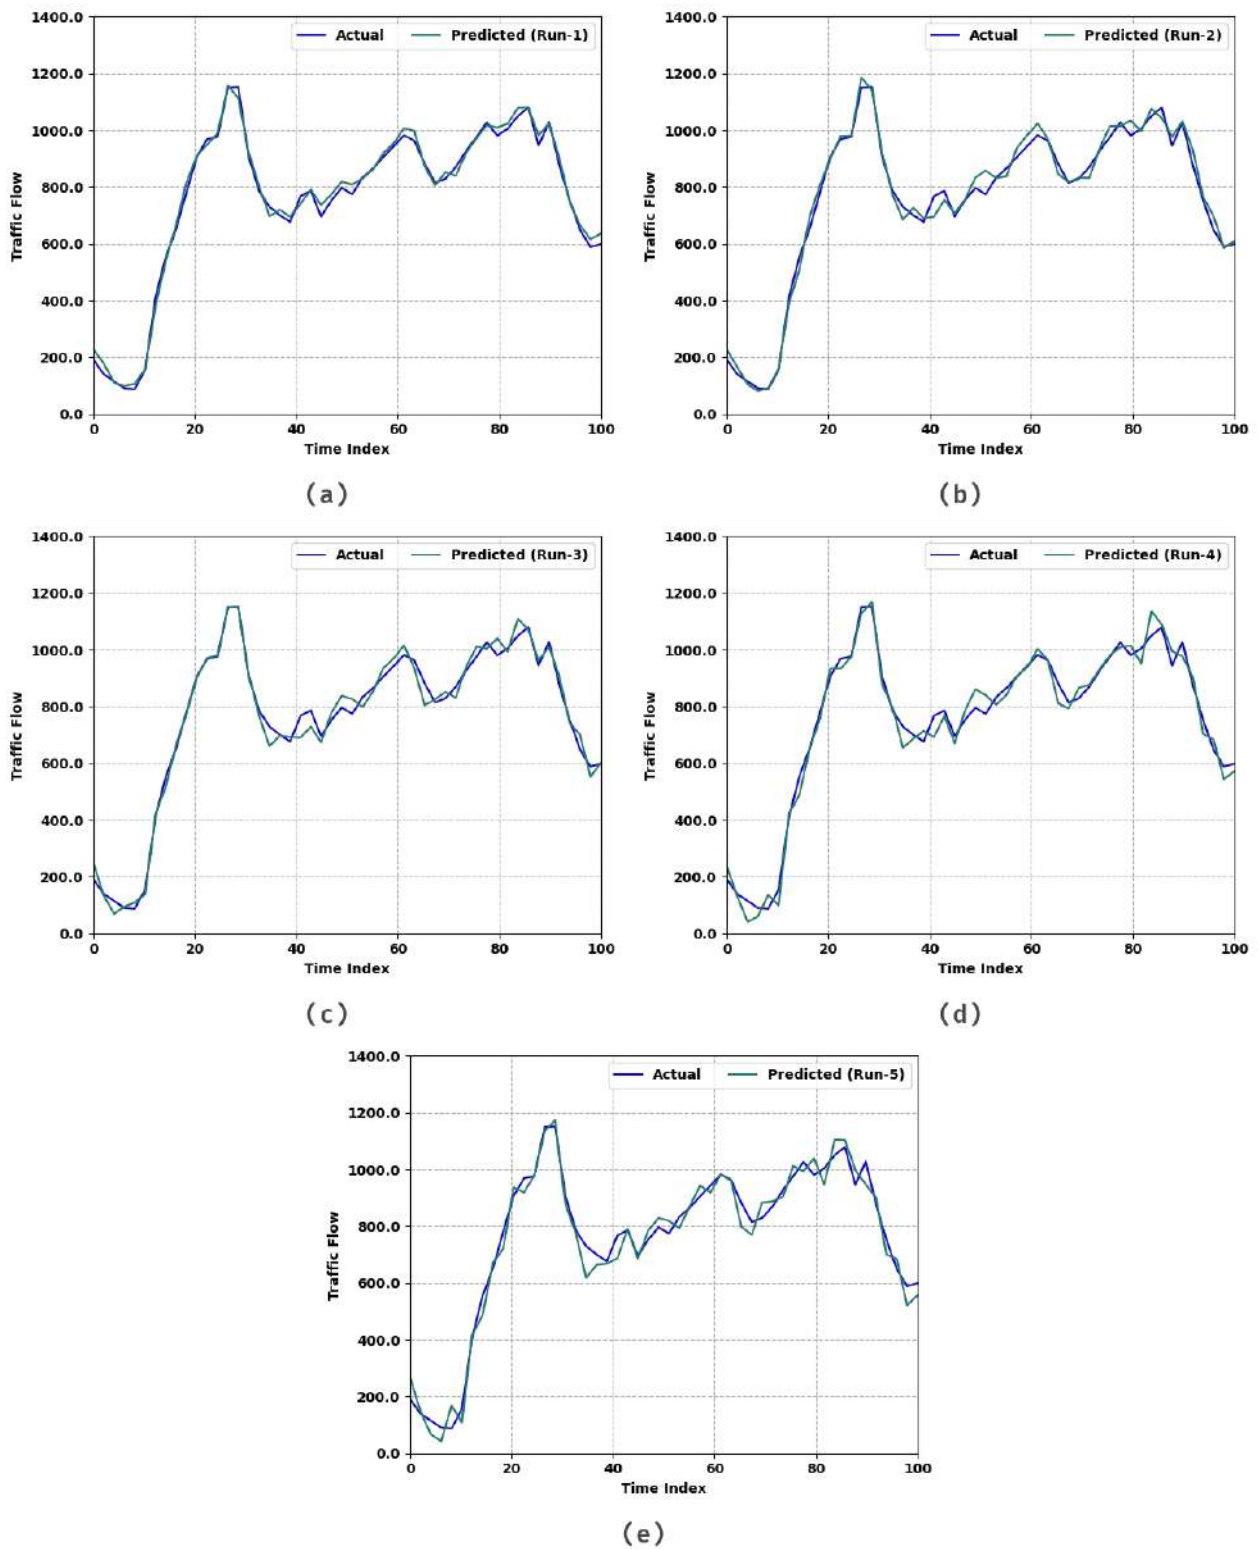 1400.0
Actual Predicted (Run-1)
1200.0
1000.0
800.0
Traffic Flow
600.0
400.0
200.0
0.0
0 20 40 60 80 100
Time Index
(a)
1400.0
Actual Predicted (Run-2)
1200.0
1000.0
800.0
Traffic Flow
600.0
400.0
200.0
0.0
0 20 40 60 80 100
Time Index
(b)
1400.0
Actual Predicted (Run-3)
1200.0
1000.0
800.0
Traffic Flow
600.0
400.0
200.0
0.0
0 20 40 60 80 100
Time Index
(c)
1400.0
Actual Predicted (Run-4)
1200.0
1000.0
800.0
Traffic Flow
600.0
400.0
200.0
0.0
0 20 40 60 80 100
Time Index
(d)
1400.0
Actual Predicted (Run-5)
1200.0
1000.0
800.0
Traffic Flow
600.0
400.0
200.0
0.0
0 20 40 60 80 100
Time Index
(e)